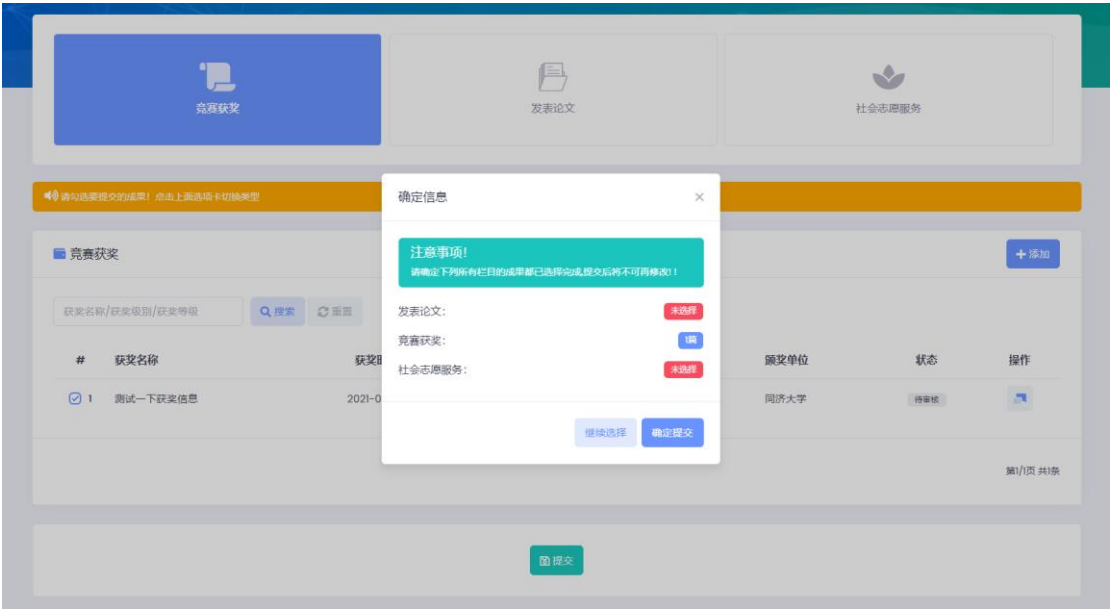 竞赛获奖
发表论文
社会志愿服务
请勾选要提交的成果！点击上面选项卡切换类型
确定信息
×
竞赛获奖
+添加
注意事项!
请确定下列所有栏目的成果都已选择完成,提交后将不可再修改!!
获奖名称/获奖级别/获奖等级
搜索
重置
发表论文:
未选择
竞赛获奖:
1篇
社会志愿服务:
未选择
# 获奖名称 获奖 颁奖单位 状态 操作
1 测试一下获奖信息 2021-0 同济大学 待审核
继续选择
确定提交
第1/1页 共1条
提交